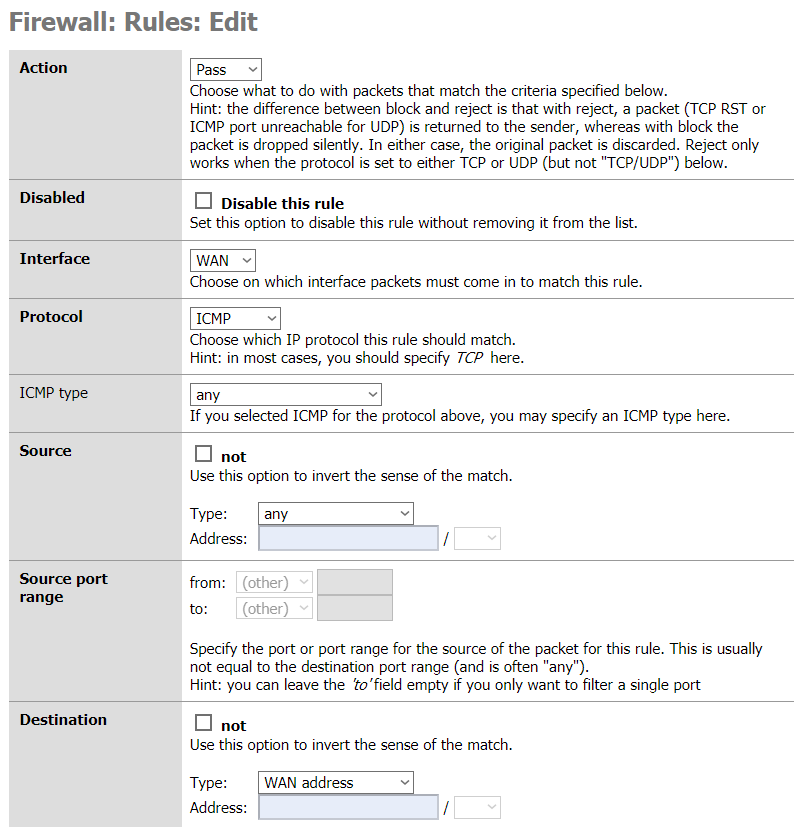 Firewall: Rules: Edit
Action
Pass
Choose what to do with packets that match the criteria specified below.
Hint: the difference between block and reject is that with reject, a packet (TCP RST or
ICMP port unreachable for UDP) is returned to the sender, whereas with block the
packet is dropped silently. In either case, the original packet is discarded. Reject only
works when the protocol is set to either TCP or UDP (but not "TCP/UDP") below.
Disabled
Disable this rule
Set this option to disable this rule without removing it from the list.
Interface
WAN
Choose on which interface packets must come in to match this rule.
Protocol
ICMP
Choose which IP protocol this rule should match.
Hint: in most cases, you should specify TCP here.
ICMP type
any
If you selected ICMP for the protocol above, you may specify an ICMP type here.
Source
not
Use this option to invert the sense of the match.
Type: any
Address: /
Source port
range
from: (other)
to: (other)
Specify the port or port range for the source of the packet for this rule. This is usually
not equal to the destination port range (and is often "any").
Hint: you can leave the 'to' field empty if you only want to filter a single port
Destination
not
Use this option to invert the sense of the match.
Type: WAN address
Address: /